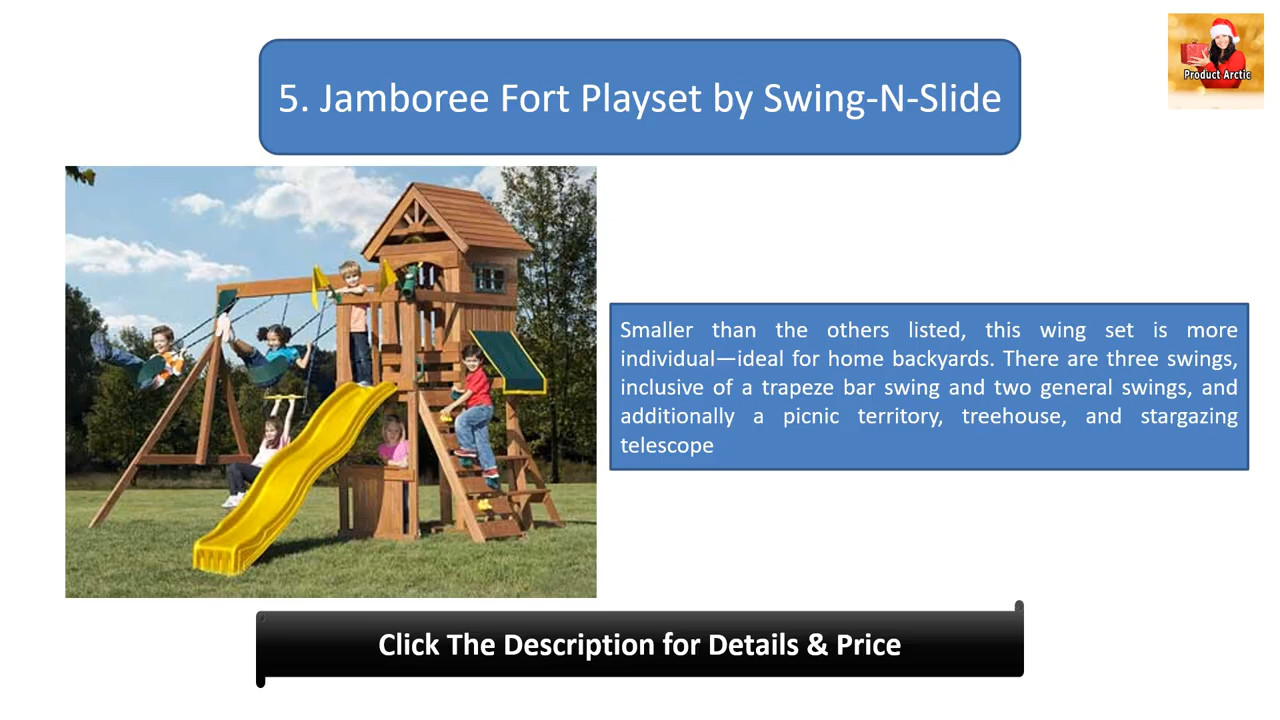 Product Arctic
5. Jamboree Fort Playset by Swing-N-Slide
Smaller than the others listed, this wing set is more
individual—ideal for home backyards. There are three swings,
inclusive of a trapeze bar swing and two general swings, and
additionally a picnic territory, treehouse, and stargazing
telescope
Click The Description for Details & Price